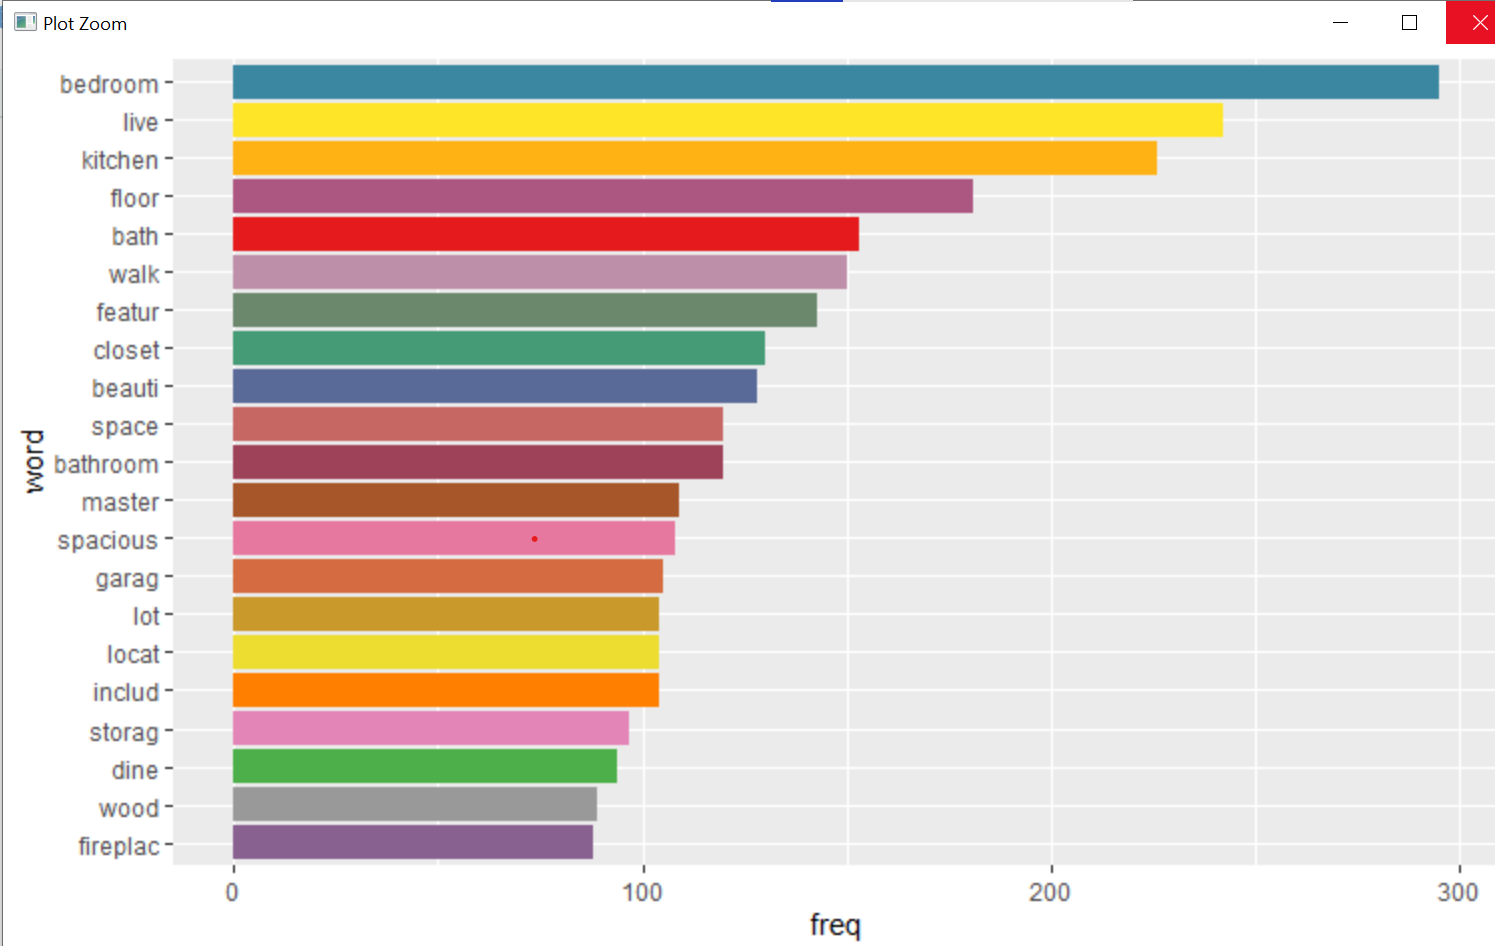 Plot Zoom
bedroom
live
kitchen
floor
bath
walk
featur
closet
beauti
space
bathroom
master
spacious
garag
lot
locat
includ
storag
dine
wood
fireplac
word
0 100 200 300
freq